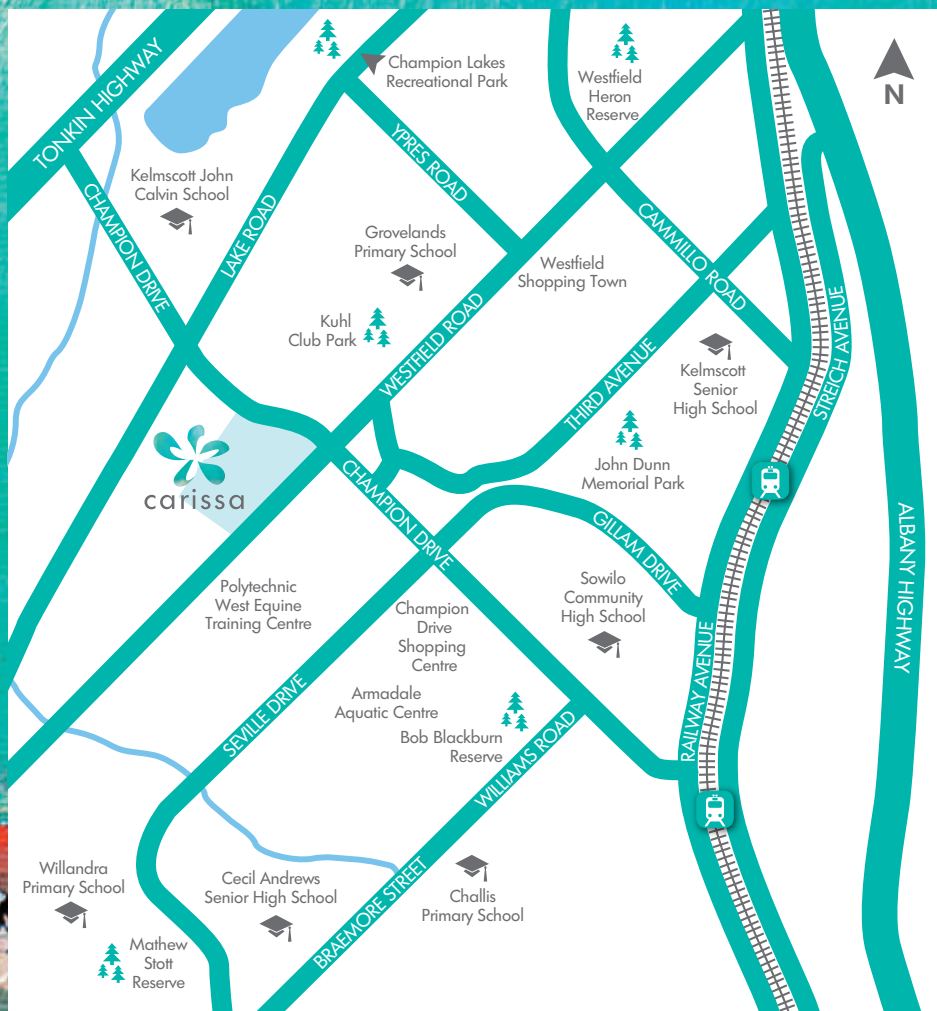 TONKIN HIGHWAY
Champion Lakes
Recreational Park
Westfield
Heron
Reserve
N
Kelmscott John
Calvin School
CHAMPION DRIVE
LAKE ROAD
YPRES ROAD
Grovelands
Primary School
CAMMILLO ROAD
Westfield
Shopping Town
Kuhl
Club Park
WESTFIELD ROAD
THIRD AVENUE
Kelmscott
Senior
High School
STREICH AVENUE
carissa
CHAMPION DRIVE
John Dunn
Memorial Park
GILLAM DRIVE
ALBANY HIGHWAY
Polytechnic
West Equine
Training Centre
Champion
Drive
Shopping
Centre
Sowilo
Community
High School
RAILWAY AVENUE
SEVILLE DRIVE
Armadale
Aquatic Centre
Bob Blackburn
Reserve
WILLIAMS ROAD
Willandra
Primary School
Cecil Andrews
Senior High School
BRAEMORE STREET
Challis
Primary School
Mathew
Stott
Reserve